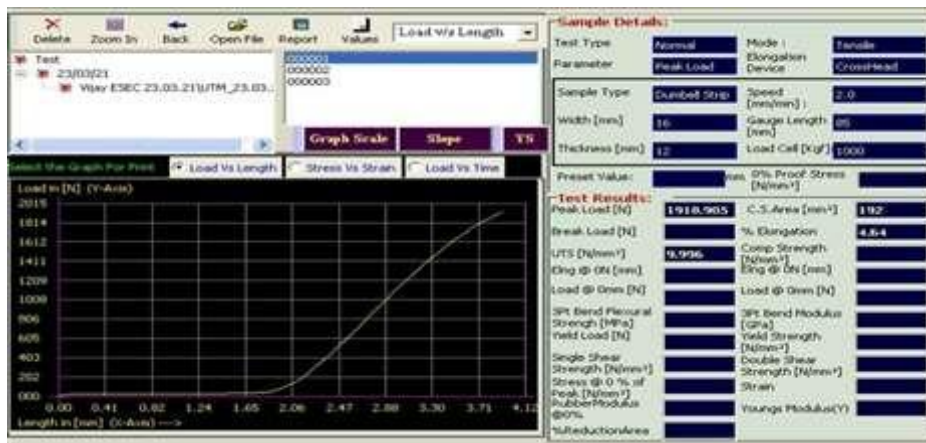 Delete Zoom In Back Open File Report Values Load v/s Length
Test
23/03/21
Vijay ESEC 23.03.21\UTM_23.03..
000001
000002
000003
Graph Scale Slope YS
Select the Graph For Print Load Vs Length Stress Vs Strain Load Vs Time
Load in [N] (Y-Axis)
2015
1814
1612
1411
1209
1008
806
605
403
202
000
0.00 0.41 0.82 1.24 1.65 2.06 2.47 2.88 3.30 3.71 4.12
Length in [mm] (X-Axis) --->
Sample Details:
Test Type Normal Mode : Tensile
Parameter Peak Load Elongation Device CrossHead
Sample Type Dumbell Strip Speed [mm/min] : 2.0
Width [mm] 16 Gauge Length [mm] 85
Thickness [mm] 12 Load Cell [Kgf] 1000
Preset Value: mm 0% Proof Stress [N/mm²]
Test Results:
Peak Load [N] 1918.905 C.S.Area [mm²] 192
Break Load [N] % Elongation 4.64
UTS [N/mm²] 9.996 Comp Strength [N/mm²]
Elng @ 0N [mm] Elng @ 0N [mm]
Load @ 0mm [N] Load @ 0mm [N]
3Pt Bend Flexural Strengh [MPa] 3Pt Bend Modulus [GPa]
Yield Load [N] Yield Strength [N/mm²]
Single Shear Strength [N/mm²] Double Shear Strength [N/mm²]
Stress @ 0 % of Peak [N/mm²] Strain
RubberModulus @0% Youngs Modulus(Y)
%ReductionArea